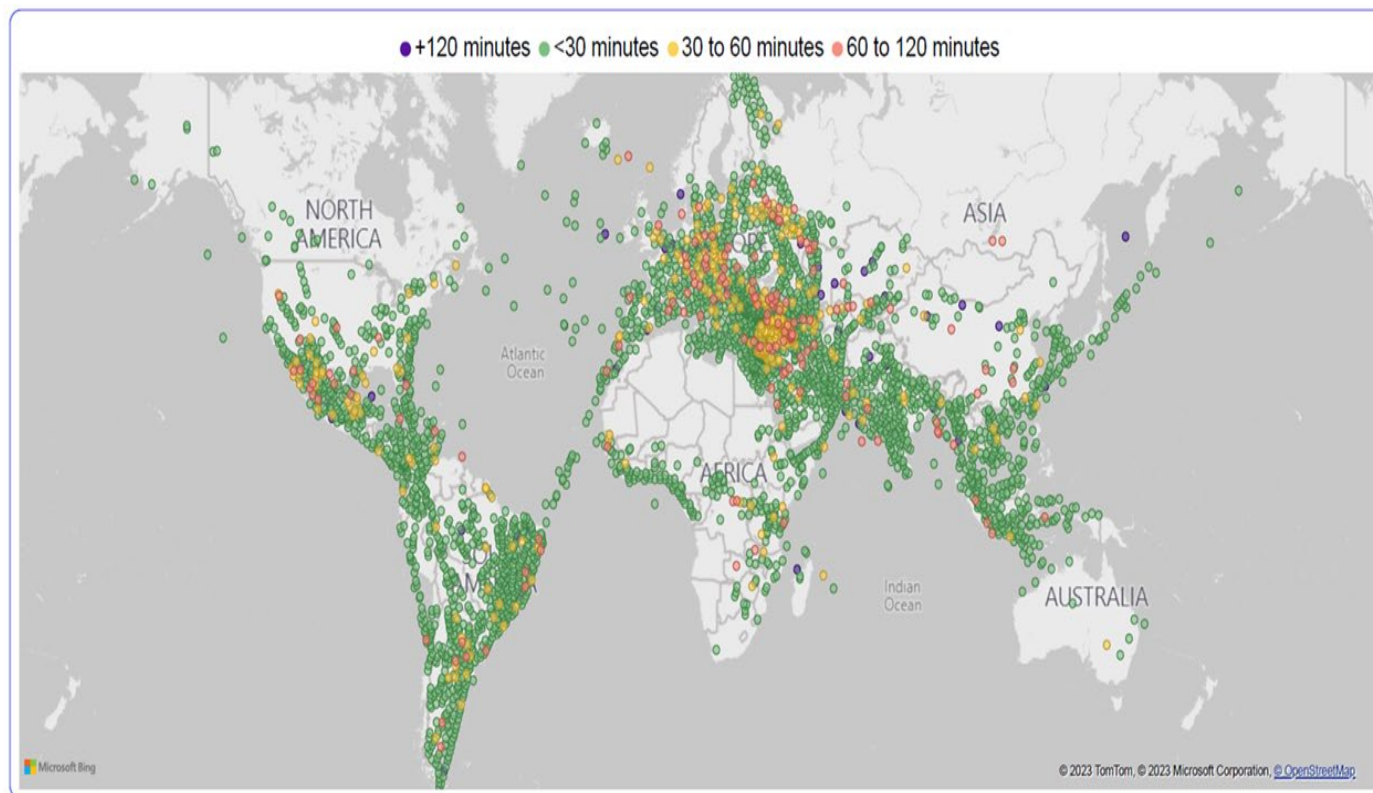 +120 minutes <30 minutes 30 to 60 minutes 60 to 120 minutes
NORTH
AMERICA
ASIA
Atlantic
Ocean
AFRICA
Indian
Ocean
AUSTRALIA
Microsoft Bing
© 2023 TomTom, © 2023 Microsoft Corporation, © OpenStreetMap